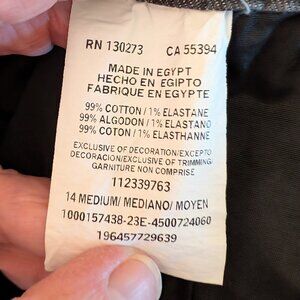 RN 130273 CA 55394
MADE IN EGYPT
HECHO EN EGIPTO
FABRIQUE EN EGYPTE
99% COTTON / 1% ELASTANE
99% ALGODON / 1% ELASTANO
99% COTON / 1% ELASTHANNE
EXCLUSIVE OF DECORATION/EXCEPTO
DECORACION/EXCLUSIVE OF TRIMMING/
GARNITURE NON COMPRISE
112339763
14 MEDIUM/ MEDIANO/ MOYEN
1000157438-23E-4500724060
196457729639